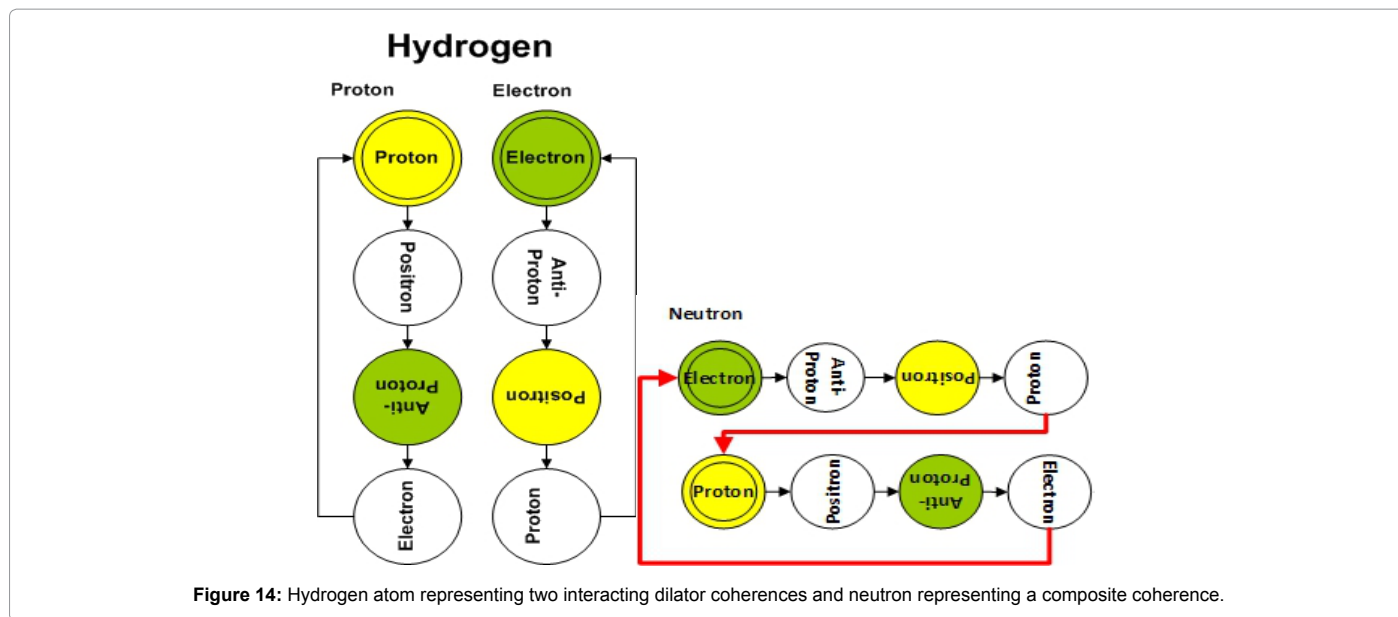 Hydrogen
Proton
Electron
Proton
Positron
Anti-
Proton
Electron
Electron
Anti-
Proton
Positron
Proton
Neutron
Electron
Anti-
Proton
Positron
Proton
Proton
Positron
Anti-
Proton
Electron
Figure 14: Hydrogen atom representing two interacting dilator coherences and neutron representing a composite coherence.